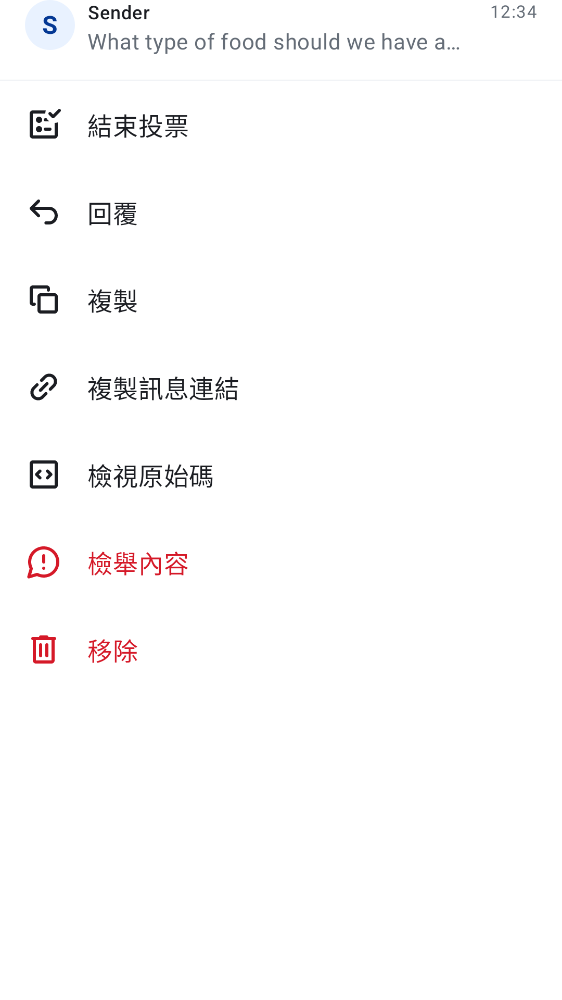 S
Sender
12:34
What type of food should we have a…
結束投票
回覆
複製
複製訊息連結
檢視原始碼
檢舉內容
移除